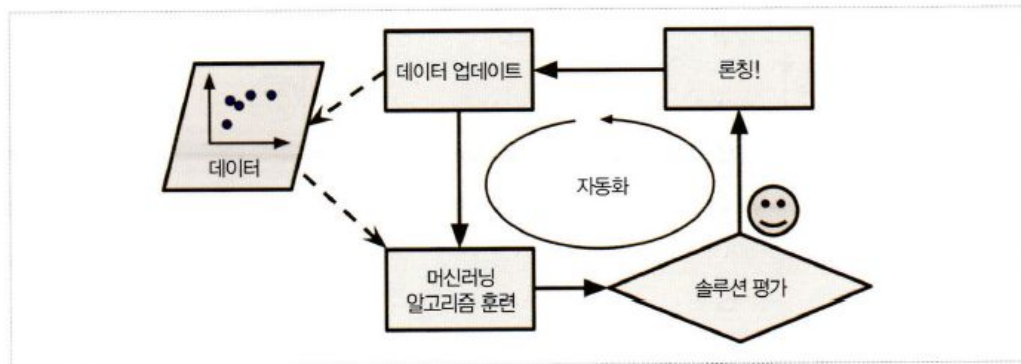 데이터 업데이트
론칭!
데이터
자동화
머신러닝
알고리즘 훈련
솔루션 평가